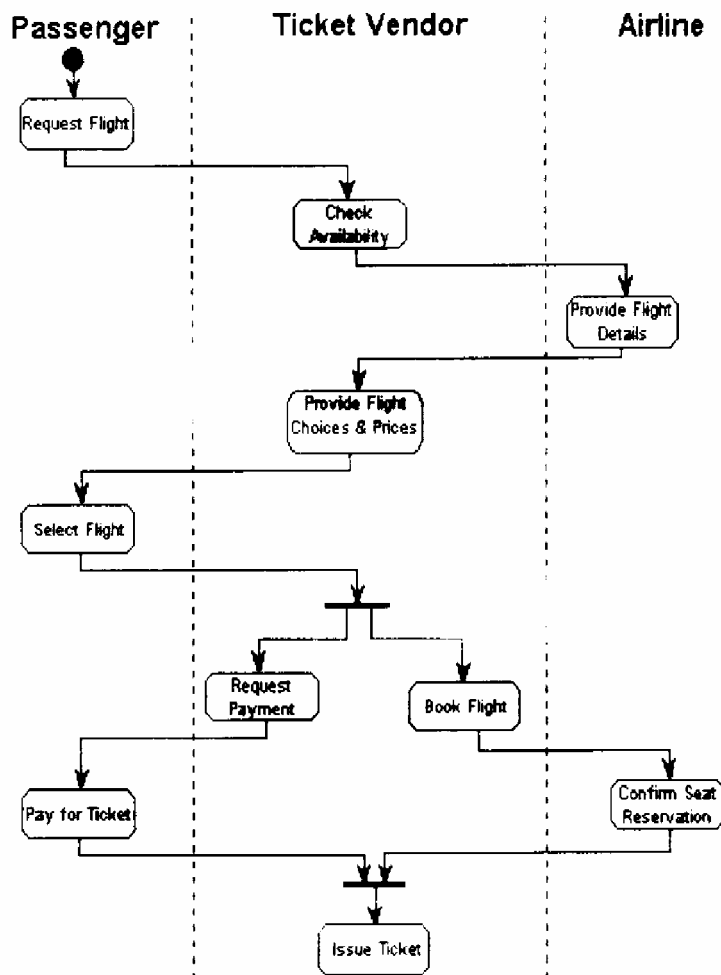 Passenger
Ticket Vendor
Airline
Request Flight
Check
Availability
Provide Flight
Details
Provide Flight
Choices & Prices
Select Flight
Request
Payment
Book Flight
Pay for Ticket
Confirm Seat
Reservation
Issue Ticket